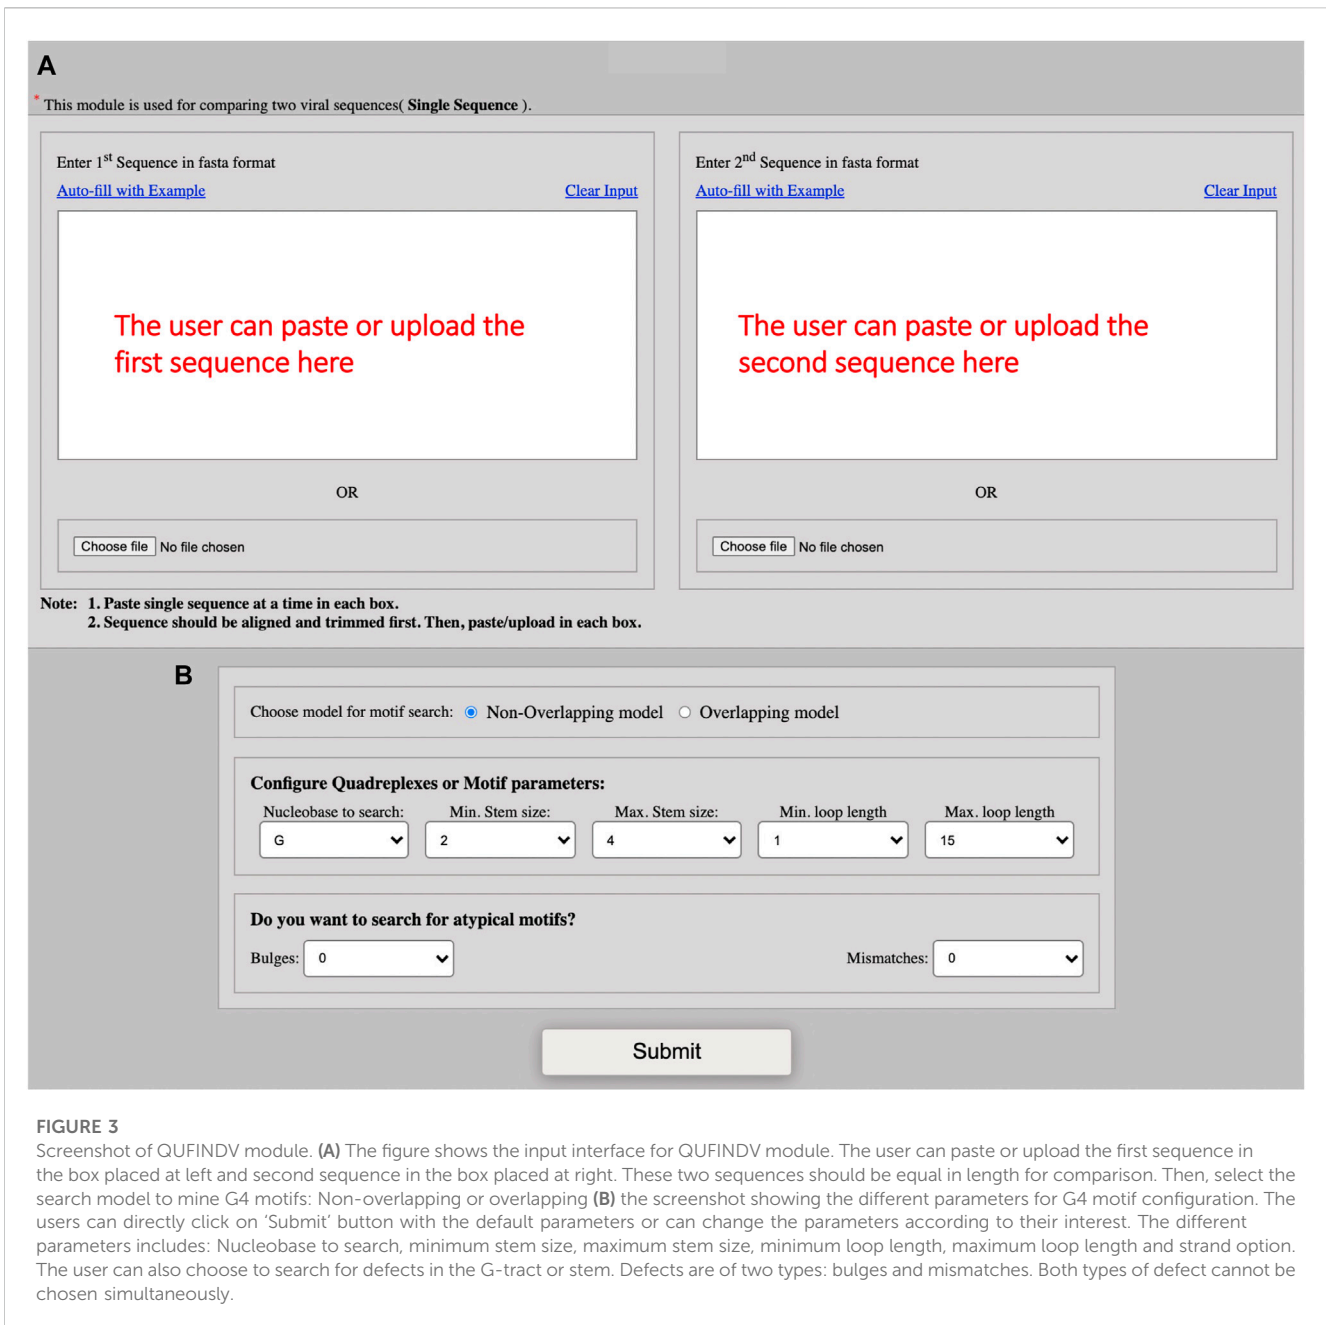 A
* This module is used for comparing two viral sequences( Single Sequence ).
Enter 1st Sequence in fasta format
Auto-fill with Example Clear Input
The user can paste or upload the
first sequence here
OR
Choose file No file chosen
Enter 2nd Sequence in fasta format
Auto-fill with Example Clear Input
The user can paste or upload the
second sequence here
OR
Choose file No file chosen
Note: 1. Paste single sequence at a time in each box.
2. Sequence should be aligned and trimmed first. Then, paste/upload in each box.
B
Choose model for motif search: Non-Overlapping model Overlapping model
Configure Quadreplexes or Motif parameters:
Nucleobase to search: Min. Stem size: Max. Stem size: Min. loop length Max. loop length
G 2 4 1 15
Do you want to search for atypical motifs?
Bulges: 0 Mismatches: 0
Submit
FIGURE 3
Screenshot of QUFINDV module. (A) The figure shows the input interface for QUFINDV module. The user can paste or upload the first sequence in
the box placed at left and second sequence in the box placed at right. These two sequences should be equal in length for comparison. Then, select the
search model to mine G4 motifs: Non-overlapping or overlapping (B) the screenshot showing the different parameters for G4 motif configuration. The
users can directly click on ‘Submit’ button with the default parameters or can change the parameters according to their interest. The different
parameters includes: Nucleobase to search, minimum stem size, maximum stem size, minimum loop length, maximum loop length and strand option.
The user can also choose to search for defects in the G-tract or stem. Defects are of two types: bulges and mismatches. Both types of defect cannot be
chosen simultaneously.